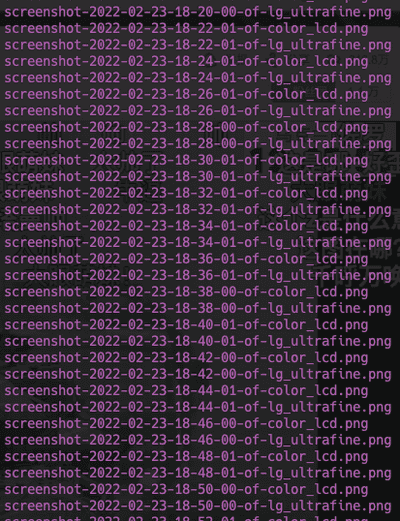 screenshot-2022-02-23-18-20-00-of-lg_ultrafine.png
screenshot-2022-02-23-18-22-01-of-color_lcd.png
screenshot-2022-02-23-18-22-01-of-lg_ultrafine.png
screenshot-2022-02-23-18-24-01-of-color_lcd.png
screenshot-2022-02-23-18-24-01-of-lg_ultrafine.png
screenshot-2022-02-23-18-26-01-of-color_lcd.png
screenshot-2022-02-23-18-26-01-of-lg_ultrafine.png
screenshot-2022-02-23-18-28-00-of-color_lcd.png
screenshot-2022-02-23-18-28-00-of-lg_ultrafine.png
screenshot-2022-02-23-18-30-01-of-color_lcd.png
screenshot-2022-02-23-18-30-01-of-lg_ultrafine.png
screenshot-2022-02-23-18-32-01-of-color_lcd.png
screenshot-2022-02-23-18-32-01-of-lg_ultrafine.png
screenshot-2022-02-23-18-34-01-of-color_lcd.png
screenshot-2022-02-23-18-34-01-of-lg_ultrafine.png
screenshot-2022-02-23-18-36-01-of-color_lcd.png
screenshot-2022-02-23-18-36-01-of-lg_ultrafine.png
screenshot-2022-02-23-18-38-00-of-color_lcd.png
screenshot-2022-02-23-18-38-00-of-lg_ultrafine.png
screenshot-2022-02-23-18-40-01-of-color_lcd.png
screenshot-2022-02-23-18-40-01-of-lg_ultrafine.png
screenshot-2022-02-23-18-42-00-of-color_lcd.png
screenshot-2022-02-23-18-42-00-of-lg_ultrafine.png
screenshot-2022-02-23-18-44-01-of-color_lcd.png
screenshot-2022-02-23-18-44-01-of-lg_ultrafine.png
screenshot-2022-02-23-18-46-00-of-color_lcd.png
screenshot-2022-02-23-18-46-00-of-lg_ultrafine.png
screenshot-2022-02-23-18-48-01-of-color_lcd.png
screenshot-2022-02-23-18-48-01-of-lg_ultrafine.png
screenshot-2022-02-23-18-50-00-of-color_lcd.png
screenshot-2022-02-23-18-50-00-of-lg_ultrafine.png